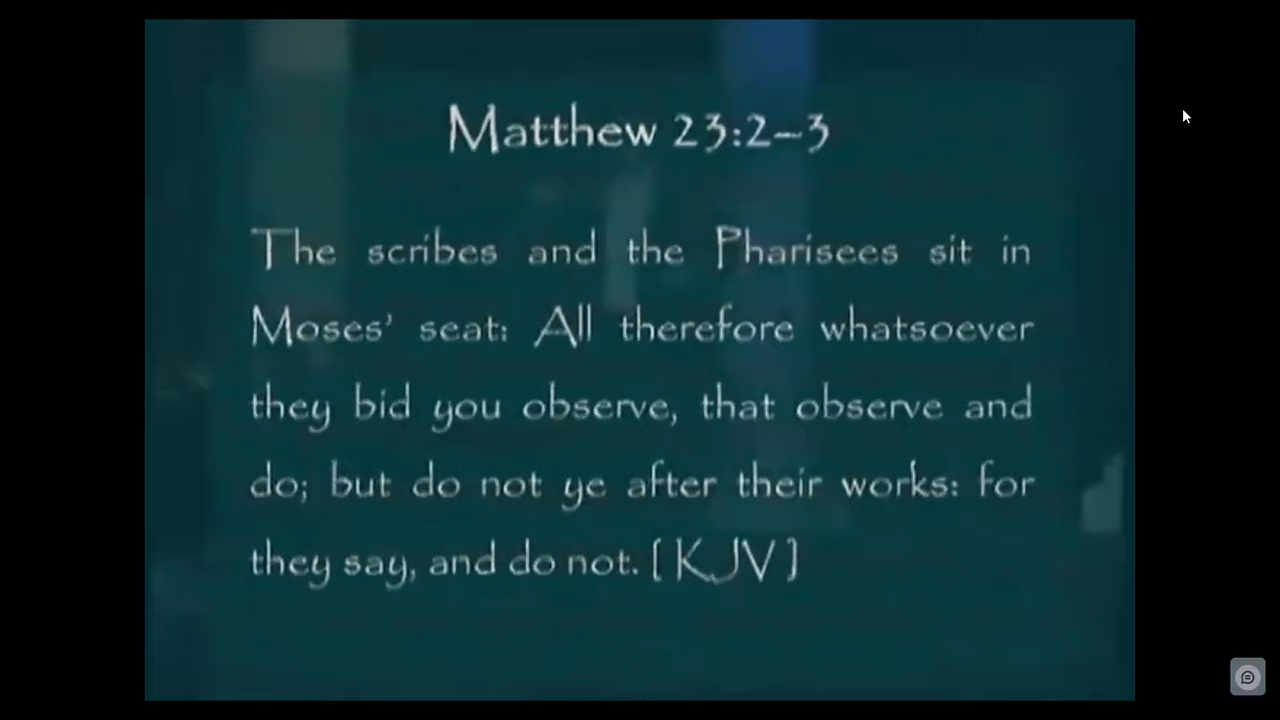 Matthew 23:2–3
The scribes and the Pharisees sit in
Moses’ seat: All therefore whatsoever
they bid you observe, that observe and
do; but do not ye after their works: for
they say, and do not. [KJV]